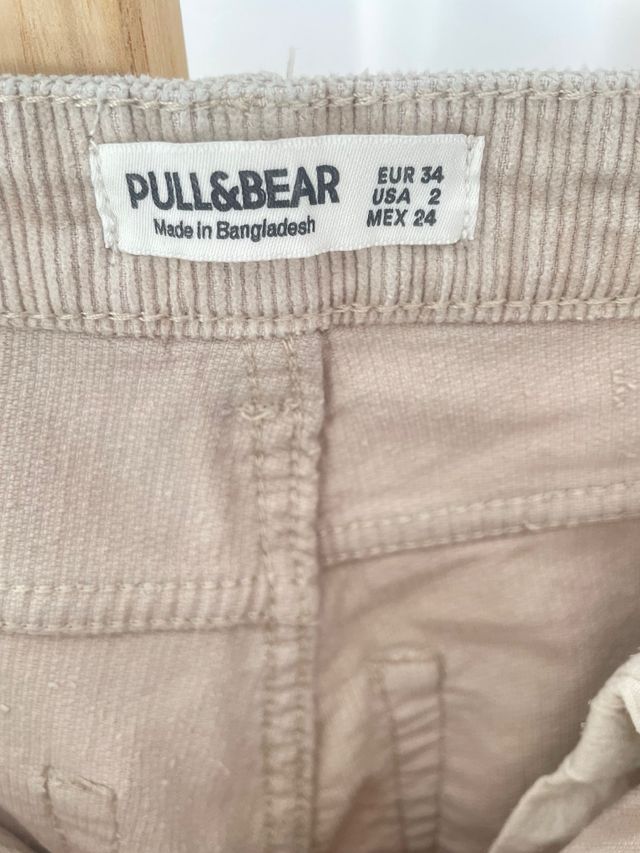 PULL&BEAR
Made in Bangladesh
EUR 34
USA 2
MEX 24